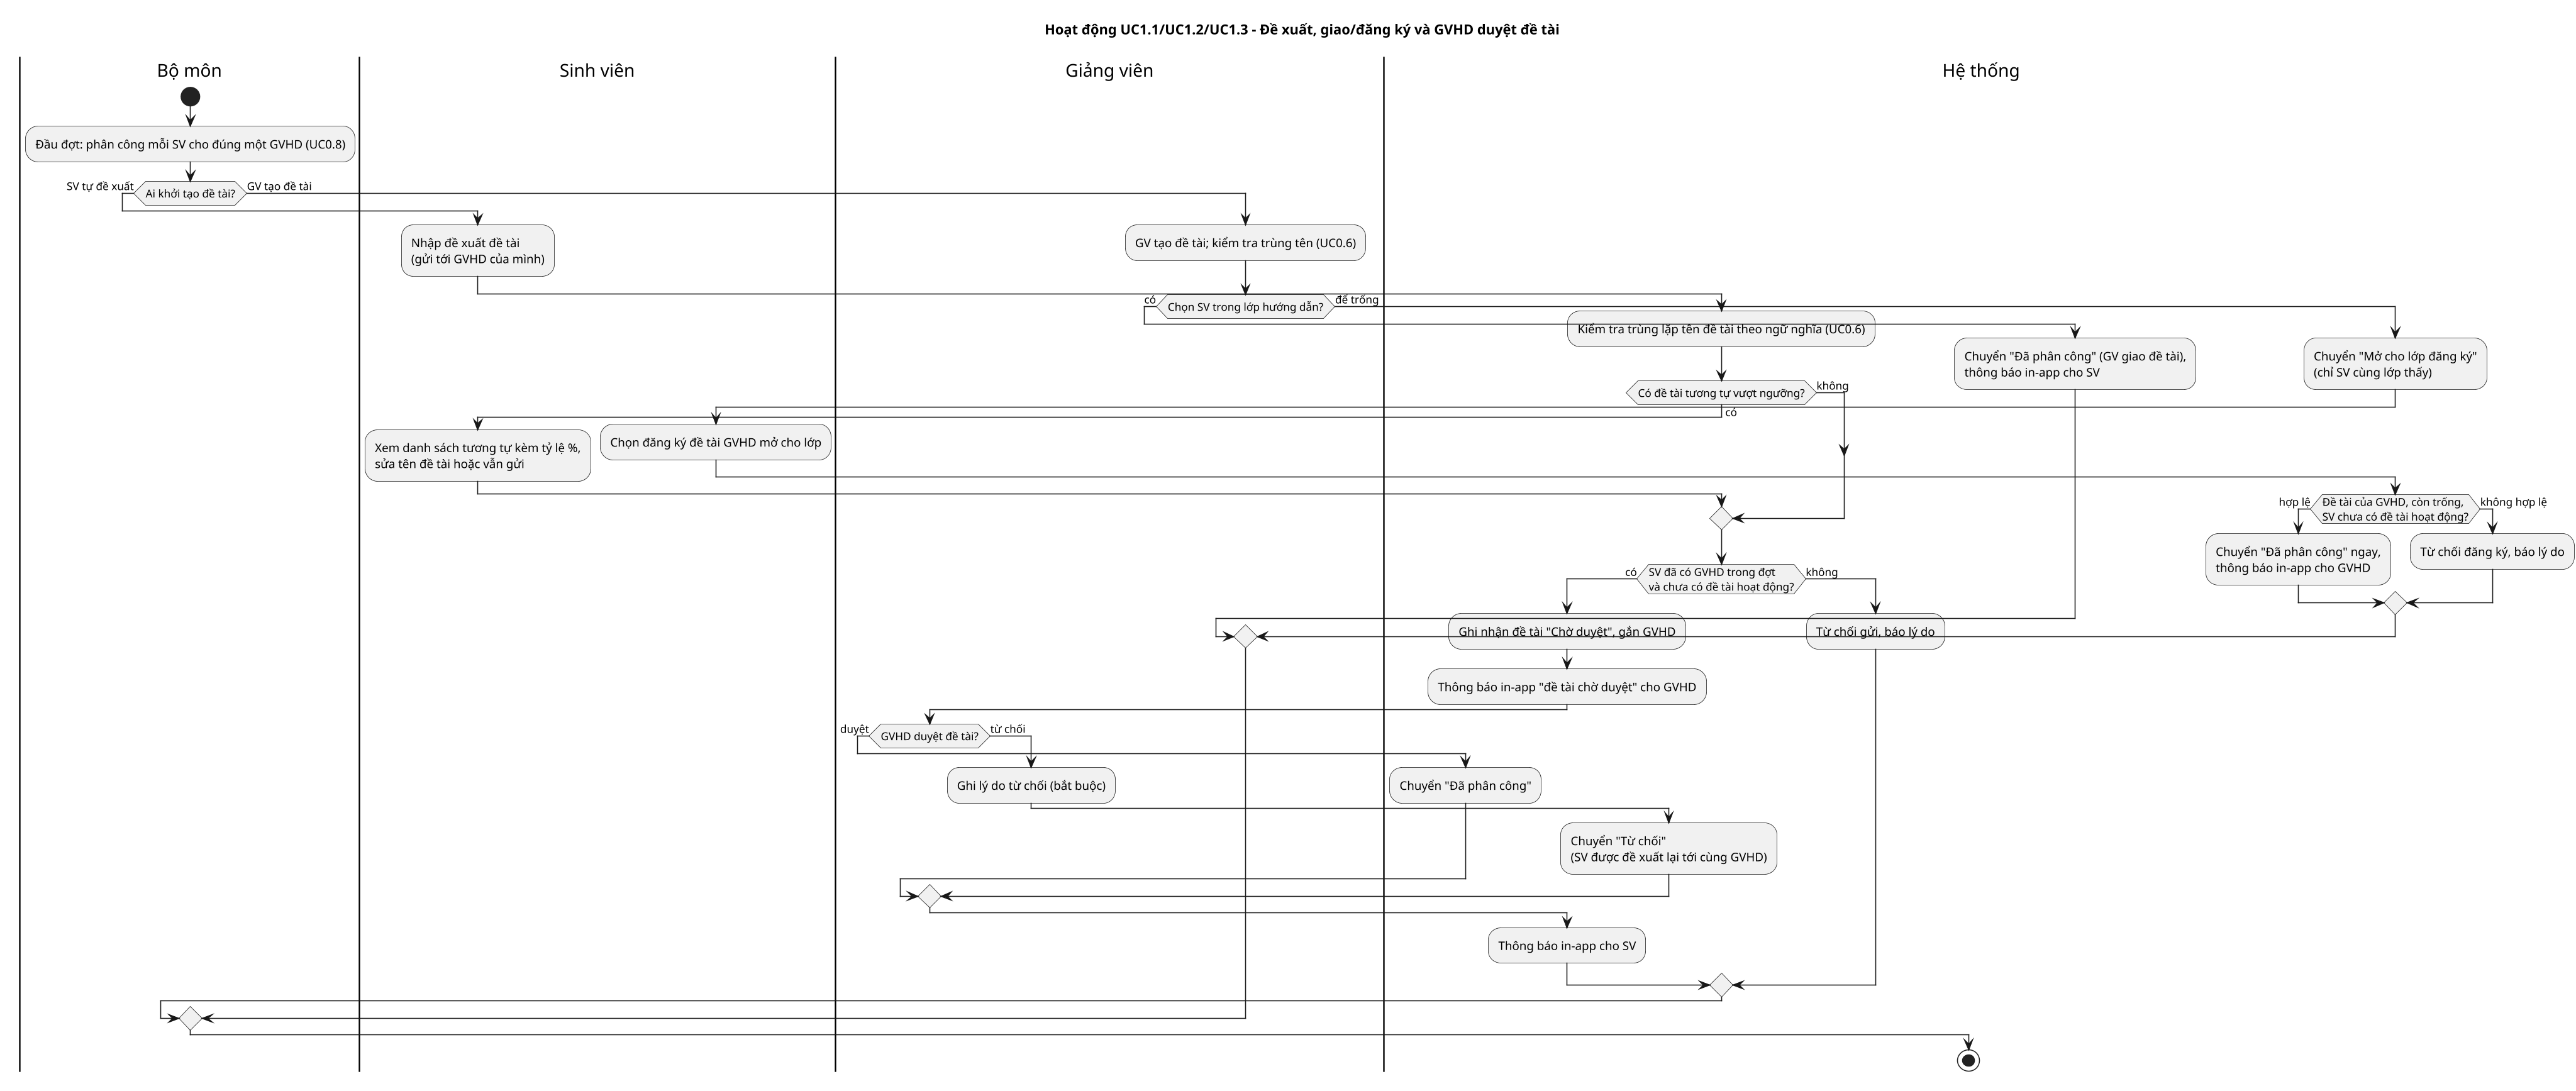 Hoạt động UC1.1/UC1.2/UC1.3 - Đề xuất, giao/đăng ký và GVHD duyệt đề tài
Bộ môn
Sinh viên
Giảng viên
Hệ thống
Đầu đợt: phân công mỗi SV cho đúng một GVHD (UC0.8)
SV tự đề xuất
Ai khởi tạo đề tài?
GV tạo đề tài
Nhập đề xuất đề tài
(gửi tới GVHD của mình)
GV tạo đề tài; kiểm tra trùng tên (UC0.6)
có
Chọn SV trong lớp hướng dẫn?
để trống
Kiểm tra trùng lặp tên đề tài theo ngữ nghĩa (UC0.6)
Chuyển "Đã phân công" (GV giao đề tài),
thông báo in-app cho SV
Chuyển "Mở cho lớp đăng ký"
(chỉ SV cùng lớp thấy)
Có đề tài tương tự vượt ngưỡng?
không
có
Xem danh sách tương tự kèm tỷ lệ %,
sửa tên đề tài hoặc vẫn gửi
Chọn đăng ký đề tài GVHD mở cho lớp
hợp lệ
Đề tài của GVHD, còn trống,
SV chưa có đề tài hoạt động?
không hợp lệ
Chuyển "Đã phân công" ngay,
thông báo in-app cho GVHD
Từ chối đăng ký, báo lý do
có
SV đã có GVHD trong đợt
và chưa có đề tài hoạt động?
không
Ghi nhận đề tài "Chờ duyệt", gắn GVHD
Từ chối gửi, báo lý do
Thông báo in-app "đề tài chờ duyệt" cho GVHD
duyệt
GVHD duyệt đề tài?
từ chối
Ghi lý do từ chối (bắt buộc)
Chuyển "Đã phân công"
Chuyển "Từ chối"
(SV được đề xuất lại tới cùng GVHD)
Thông báo in-app cho SV